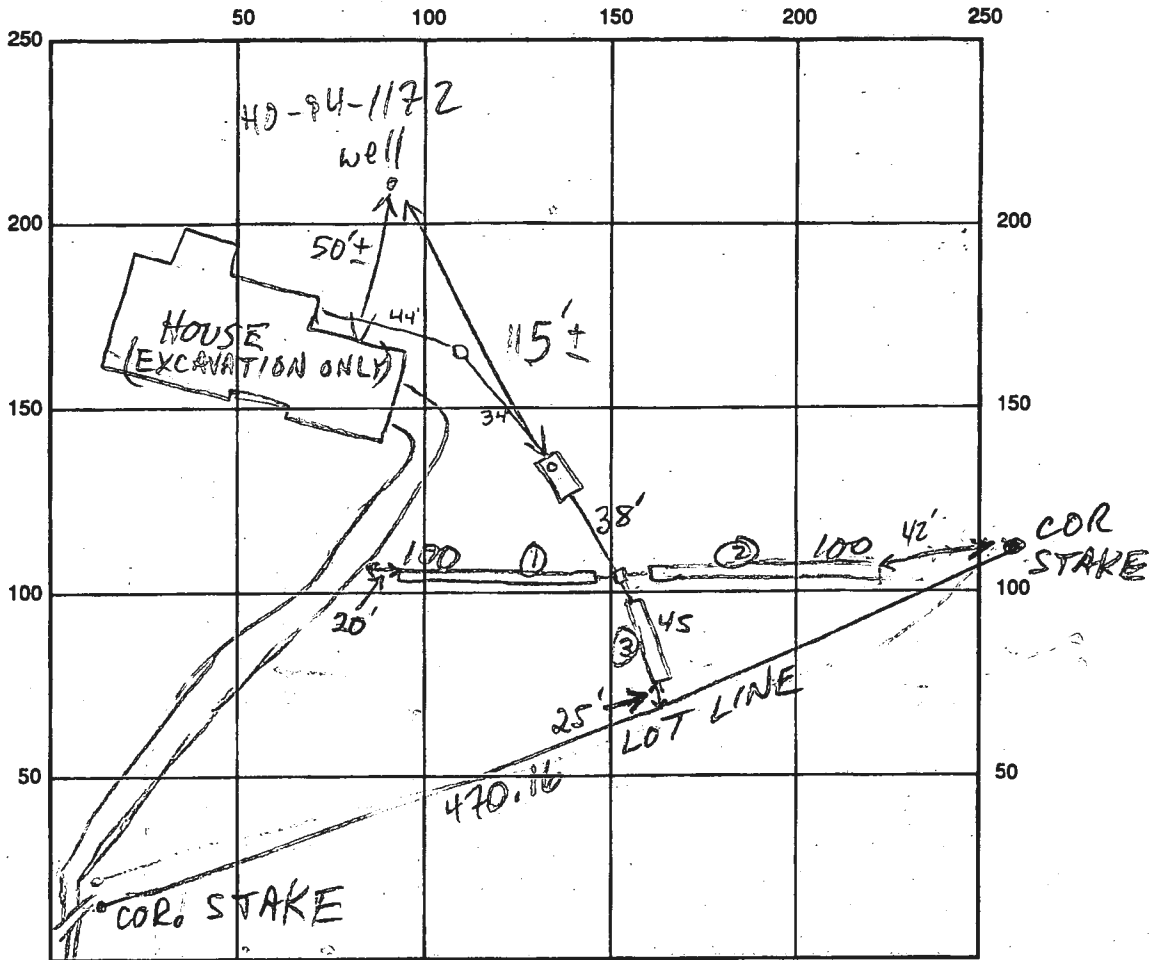 50 100 150 200 250
250
HO-94-1172
well
200 200
50'±
44'
115'±
HOUSE
(EXCAVATION ONLY)
150 150
34
38'
COR
STAKE
42'
100 ① ② 100
100 100
20'
③ 45
25'
LOT LINE
50 50
470.16
COR. STAKE